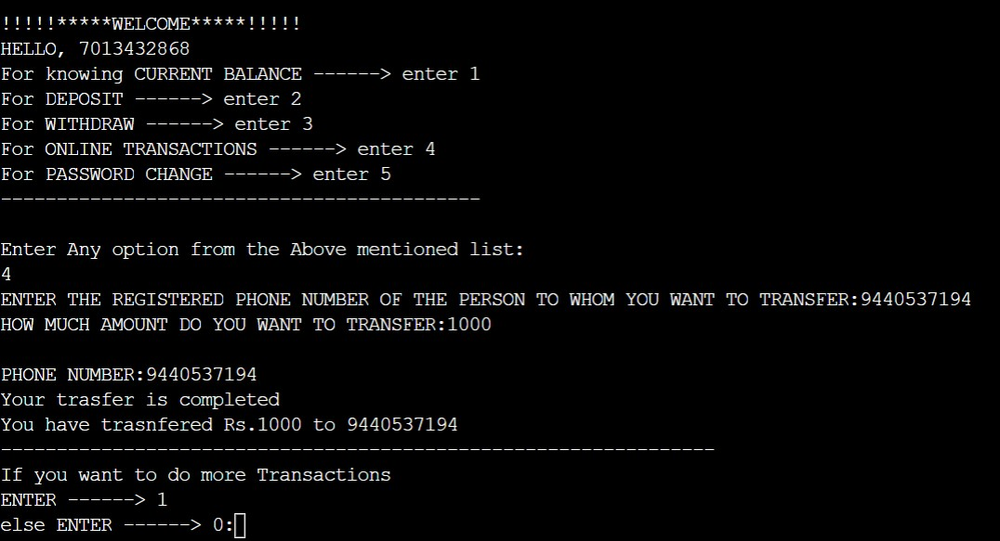 !!!!!*****WELCOME*****!!!!!
HELLO, 7013432868
For knowing CURRENT BALANCE ------> enter 1
For DEPOSIT ------> enter 2
For WITHDRAW ------> enter 3
For ONLINE TRANSACTIONS ------> enter 4
For PASSWORD CHANGE ------> enter 5
-------------------------------------------
Enter Any option from the Above mentioned list:
4
ENTER THE REGISTERED PHONE NUMBER OF THE PERSON TO WHOM YOU WANT TO TRANSFER:9440537194
HOW MUCH AMOUNT DO YOU WANT TO TRANSFER:1000
PHONE NUMBER:9440537194
Your trasfer is completed
You have trasnfered Rs.1000 to 9440537194
----------------------------------------------------------------
If you want to do more Transactions
ENTER ------> 1
else ENTER ------> 0: